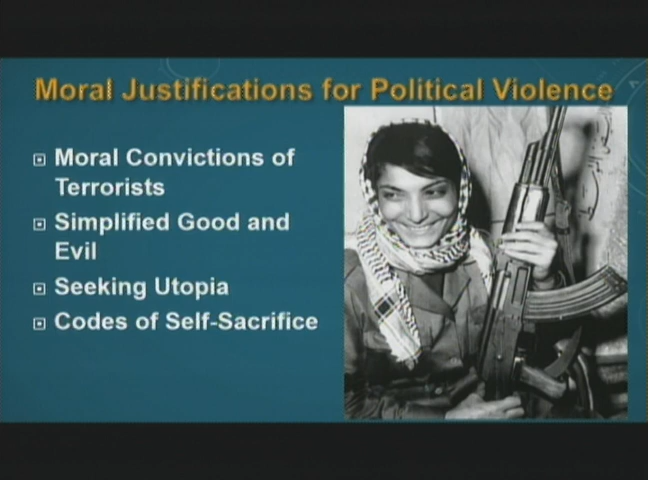 Moral Justifications for Political Violence
Moral Convictions of
Terrorists
Simplified Good and
Evil
Seeking Utopia
Codes of Self-Sacrifice